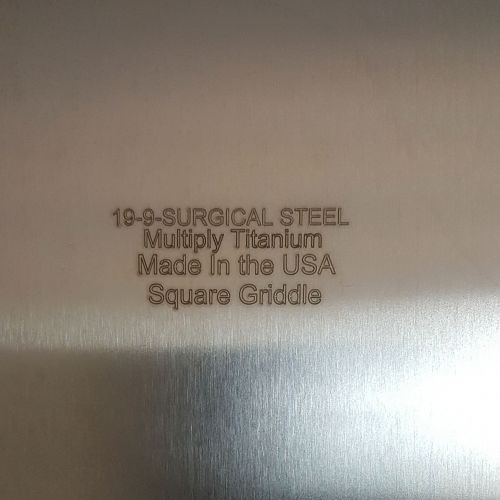 19-9-SURGICAL STEEL
Multiply Titanium
Made In the USA
Square Griddle